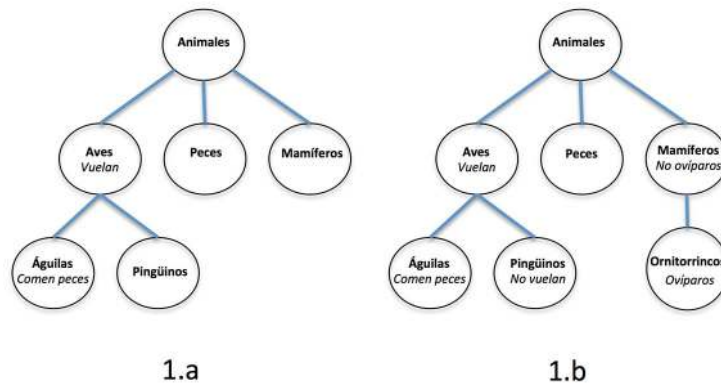 Animales
Aves
Vuelan
Peces
Mamíferos
Águilas
Comen peces
Pingüinos
1.a
Animales
Aves
Vuelan
Peces
Mamíferos
No ovíparos
Águilas
Comen peces
Pingüinos
No vuelan
Ornitorrincos
Ovíparos
1.b